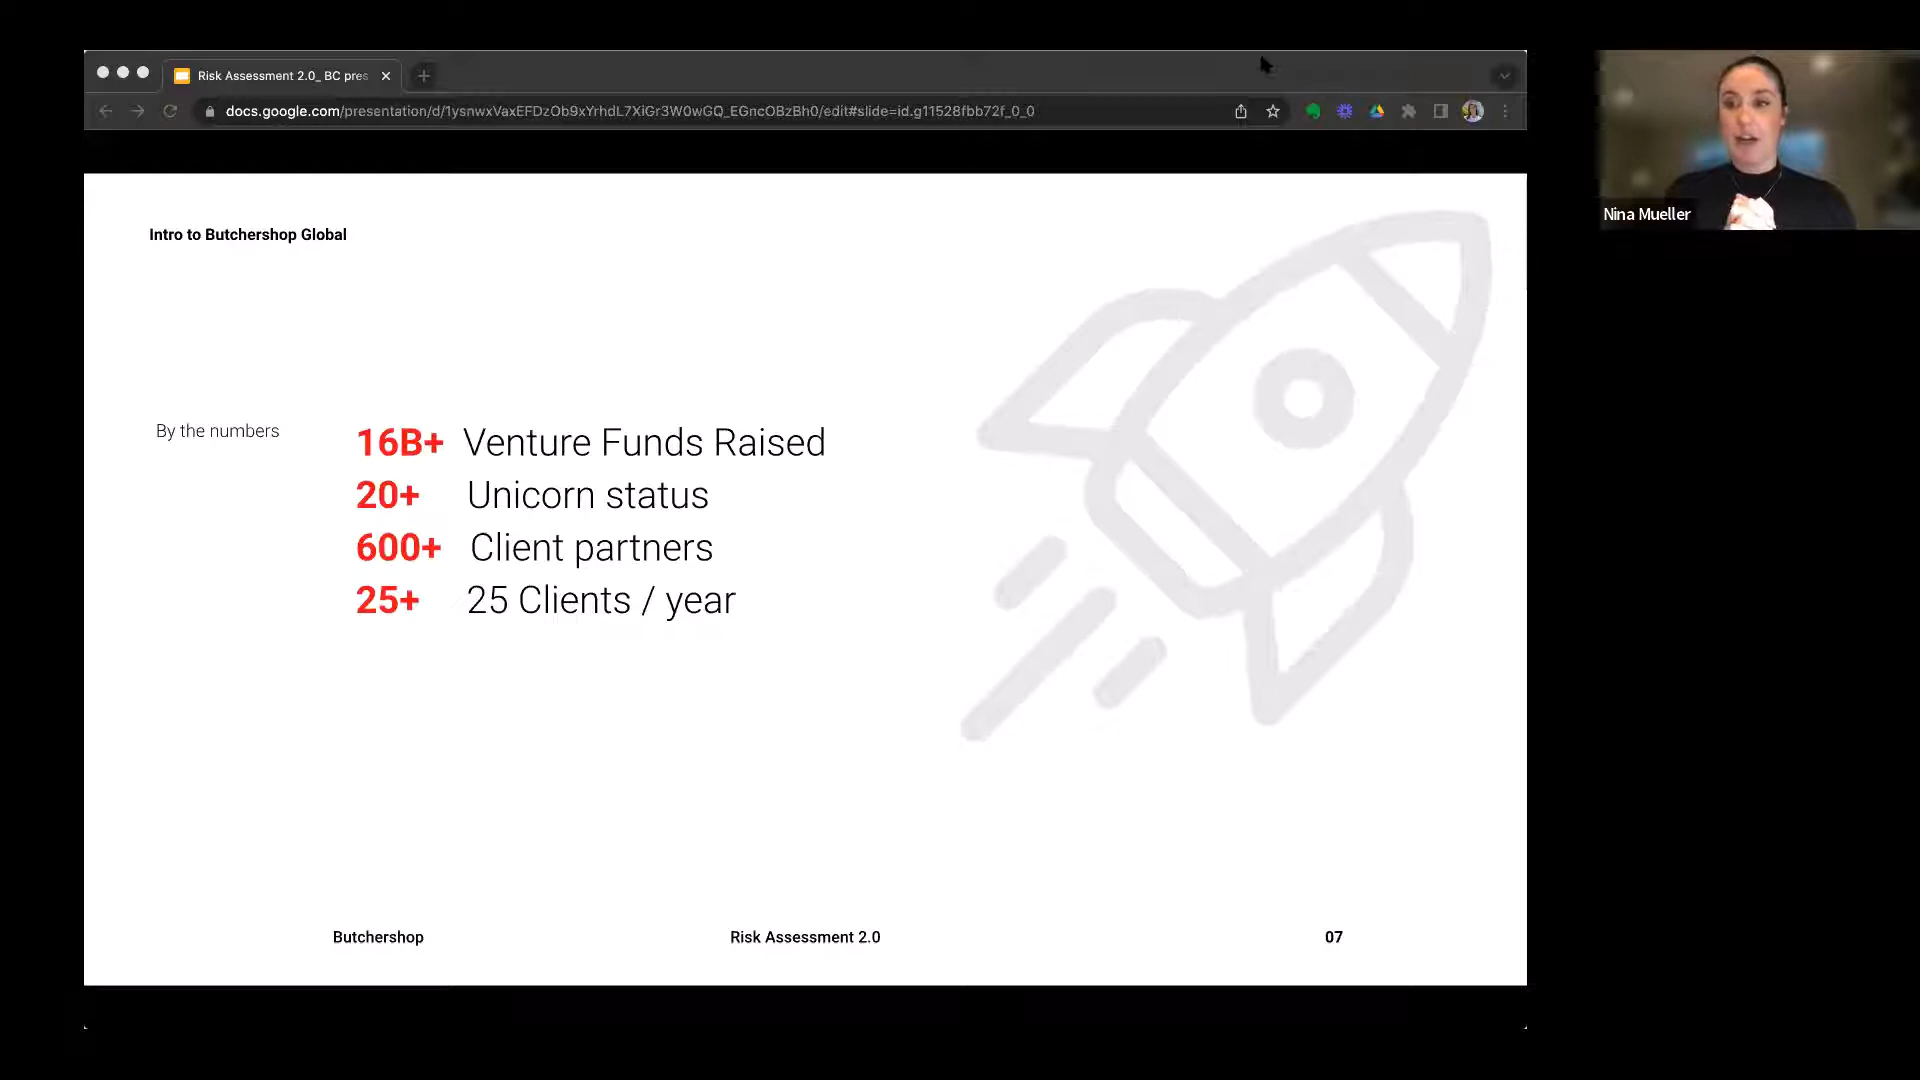 Risk Assessment 2.0_ BC pres
docs.google.com/presentation/d/1ysnwxVaxEFDzOb9xYrhdL7XiGr3W0wGQ_EGncOBzBh0/edit#slide=id.g11528fbb72f_0_0
Nina Mueller
Intro to Butchershop Global
By the numbers
16B+ Venture Funds Raised
20+ Unicorn status
600+ Client partners
25+ 25 Clients / year
Butchershop
Risk Assessment 2.0
07